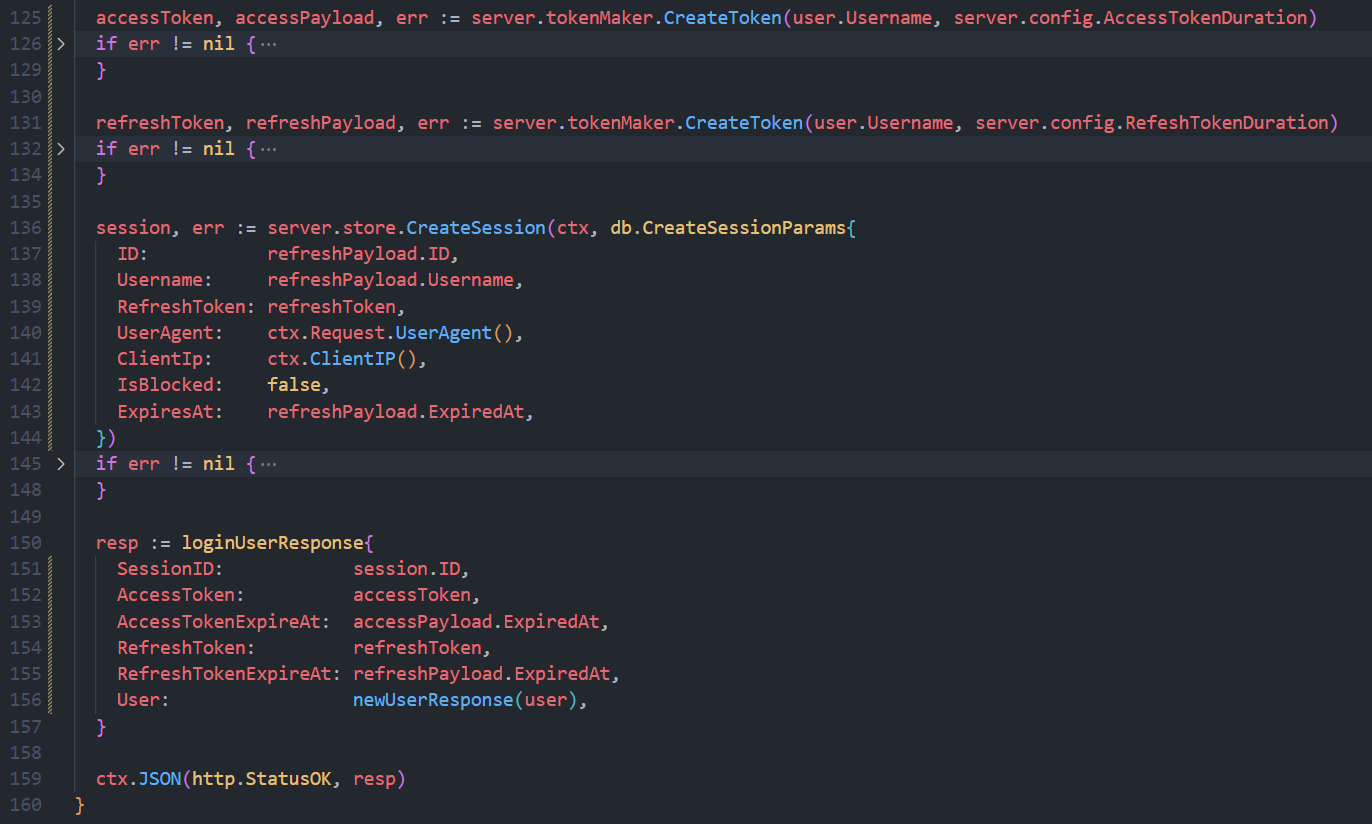 125 accessToken, accessPayload, err := server.tokenMaker.CreateToken(user.Username, server.config.AccessTokenDuration)
126 > if err != nil {···
129 }
130
131 refreshToken, refreshPayload, err := server.tokenMaker.CreateToken(user.Username, server.config.RefeshTokenDuration)
132 > if err != nil {···
134 }
135
136 session, err := server.store.CreateSession(ctx, db.CreateSessionParams{
137 ID: refreshPayload.ID,
138 Username: refreshPayload.Username,
139 RefreshToken: refreshToken,
140 UserAgent: ctx.Request.UserAgent(),
141 ClientIp: ctx.ClientIP(),
142 IsBlocked: false,
143 ExpiresAt: refreshPayload.ExpiredAt,
144 })
145 > if err != nil {···
148 }
149
150 resp := loginUserResponse{
151 SessionID: session.ID,
152 AccessToken: accessToken,
153 AccessTokenExpireAt: accessPayload.ExpiredAt,
154 RefreshToken: refreshToken,
155 RefreshTokenExpireAt: refreshPayload.ExpiredAt,
156 User: newUserResponse(user),
157 }
158
159 ctx.JSON(http.StatusOK, resp)
160 }